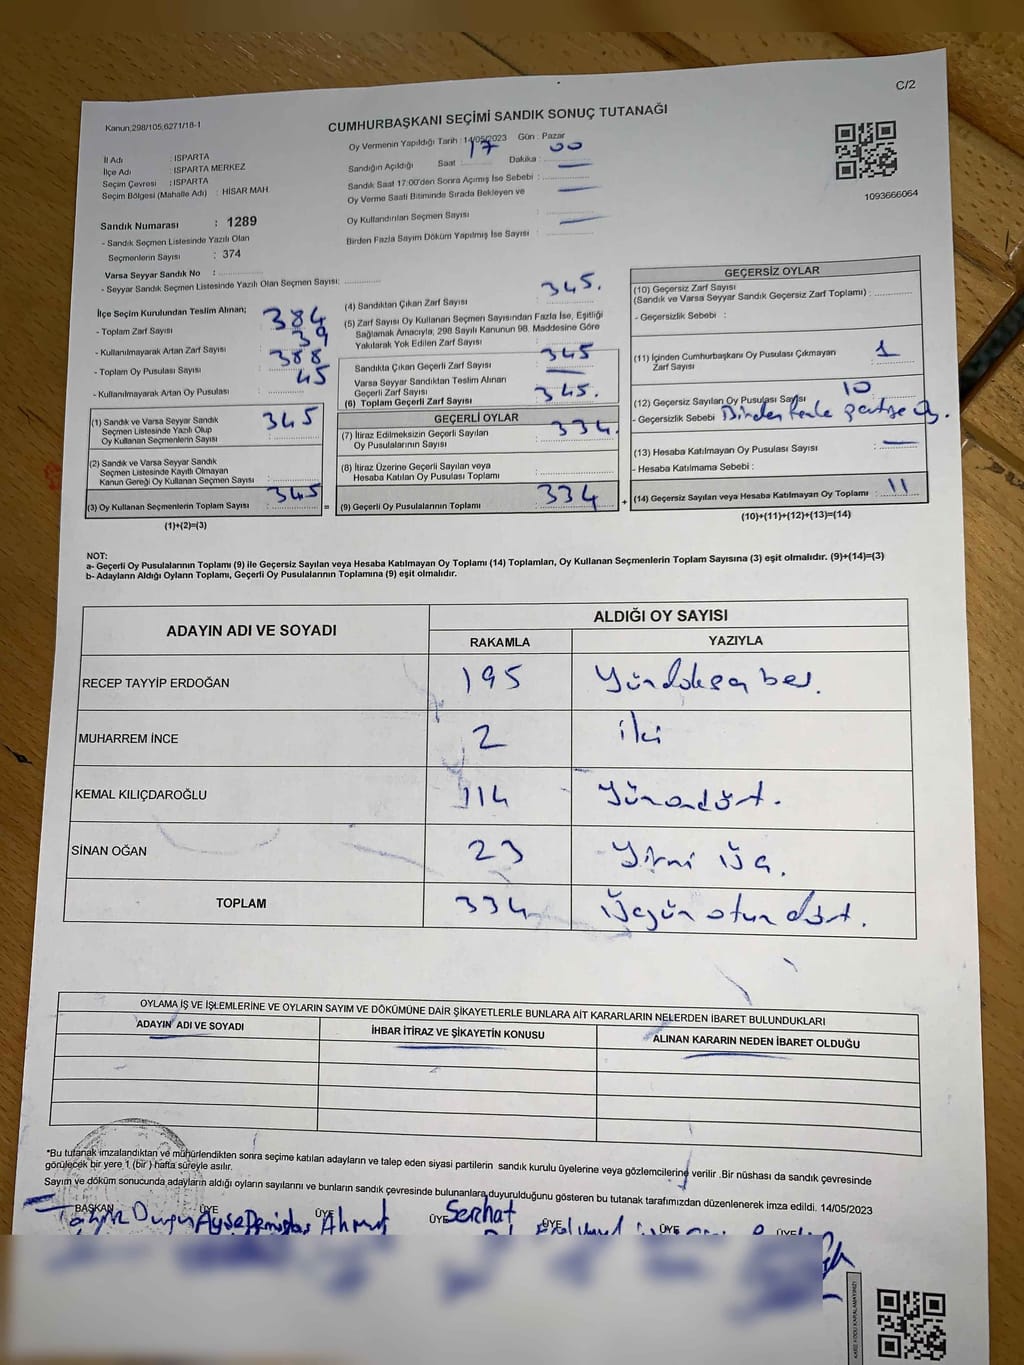 C/2
Kanun;298/105;6271/18-1
CUMHURBAŞKANI SEÇİMİ SANDIK SONUÇ TUTANAĞI
İl Adı : ISPARTA
İlçe Adı : ISPARTA MERKEZ
Seçim Çevresi : ISPARTA
Seçim Bölgesi (Mahalle Adı) : HİSAR MAH
Sandık Numarası : 1289
- Sandık Seçmen Listesinde Yazılı Olan
Seçmenlerin Sayısı : 374
Varsa Seyyar Sandık No :
- Seyyar Sandık Seçmen Listesinde Yazılı Olan Seçmen Sayısı:
Oy Vermenin Yapıldığı Tarih : 14/05/2023 Gün : Pazar
Sandığın Açıldığı Saat : 17 Dakika : 00
Sandık Saat 17:00'den Sonra Açımış İse Sebebi :
Oy Verme Saati Bitiminde Sırada Bekleyen ve
Oy Kullandırılan Seçmen Sayısı
Birden Fazla Sayım Döküm Yapılmış İse Sayısı
1093666064
İlçe Seçim Kurulundan Teslim Alınan;
- Toplam Zarf Sayısı 384
- Kullanılmayarak Artan Zarf Sayısı 39
- Toplam Oy Pusulası Sayısı 388
- Kullanılmayarak Artan Oy Pusulası 45
(1) Sandık ve Varsa Seyyar Sandık
Seçmen Listesinde Yazılı Olup
Oy Kullanan Seçmenlerin Sayısı 345
(2) Sandık ve Varsa Seyyar Sandık
Seçmen Listesinde Kayıtlı Olmayan
Kanun Gereği Oy Kullanan Seçmen Sayısı
(3) Oy Kullanan Seçmenlerin Toplam Sayısı 345
(1)+(2)=(3)
(4) Sandıktan Çıkan Zarf Sayısı 345.
(5) Zarf Sayısı Oy Kullanan Seçmen Sayısından Fazla İse, Eşitliği
Sağlamak Amacıyla, 298 Sayılı Kanunun 98. Maddesine Göre
Yakılarak Yok Edilen Zarf Sayısı
Sandıkta Çıkan Geçerli Zarf Sayısı 345
Varsa Seyyar Sandıktan Teslim Alınan
Geçerli Zarf Sayısı
(6) Toplam Geçerli Zarf Sayısı 345.
GEÇERLİ OYLAR
(7) İtiraz Edilmeksizin Geçerli Sayılan
Oy Pusulalarının Sayısı 334.
(8) İtiraz Üzerine Geçerli Sayılan veya
Hesaba Katılan Oy Pusulası Toplamı
= (9) Geçerli Oy Pusulalarının Toplamı 334 +
GEÇERSİZ OYLAR
(10) Geçersiz Zarf Sayısı
(Sandık ve Varsa Seyyar Sandık Geçersiz Zarf Toplamı) :
- Geçersizlik Sebebi :
(11) İçinden Cumhurbaşkanı Oy Pusulası Çıkmayan
Zarf Sayısı 1
(12) Geçersiz Sayılan Oy Pusulası Sayısı 10
- Geçersizlik Sebebi Birden fazla partiye oy.
(13) Hesaba Katılmayan Oy Pusulası Sayısı :
- Hesaba Katılmama Sebebi :
(14) Geçersiz Sayılan veya Hesaba Katılmayan Oy Toplamı : 11
(10)+(11)+(12)+(13)=(14)
NOT:
a- Geçerli Oy Pusulalarının Toplamı (9) ile Geçersiz Sayılan veya Hesaba Katılmayan Oy Toplamı (14) Toplamları, Oy Kullanan Seçmenlerin Toplam Sayısına (3) eşit olmalıdır. (9)+(14)=(3)
b- Adayların Aldığı Oyların Toplamı, Geçerli Oy Pusulalarının Toplamına (9) eşit olmalıdır.
ADAYIN ADI VE SOYADI ALDIĞI OY SAYISI
RAKAMLA YAZIYLA
RECEP TAYYİP ERDOĞAN 195 Yüzdoksan beş.
MUHARREM İNCE 2 iki
KEMAL KILIÇDAROĞLU 114 Yüzondört.
SİNAN OĞAN 23 Yirmi üç.
TOPLAM 334 Üçyüz otuz dört.
OYLAMA İŞ VE İŞLEMLERİNE VE OYLARIN SAYIM VE DÖKÜMÜNE DAİR ŞİKAYETLERLE BUNLARA AİT KARARLARIN NELERDEN İBARET BULUNDUKLARI
ADAYIN ADI VE SOYADI İHBAR İTİRAZ VE ŞİKAYETİN KONUSU ALINAN KARARIN NEDEN İBARET OLDUĞU
*Bu tutanak imzalandıktan ve mühürlendikten sonra seçime katılan adayların ve talep eden siyasi partilerin sandık kurulu üyelerine veya gözlemcilerine verilir .Bir nüshası da sandık çevresinde
görülecek bir yere 1 (bir ) hafta süreyle asılır.
Sayım ve döküm sonucunda adayların aldığı oyların sayılarını ve bunların sandık çevresinde bulunanlara duyurulduğunu gösteren bu tutanak tarafımızdan düzenlenerek imza edildi. 14/05/2023
BAŞKAN ÜYE ÜYE ÜYE ÜYE ÜYE ÜYE
Ayşe Demirtaş Ahmet Serhat